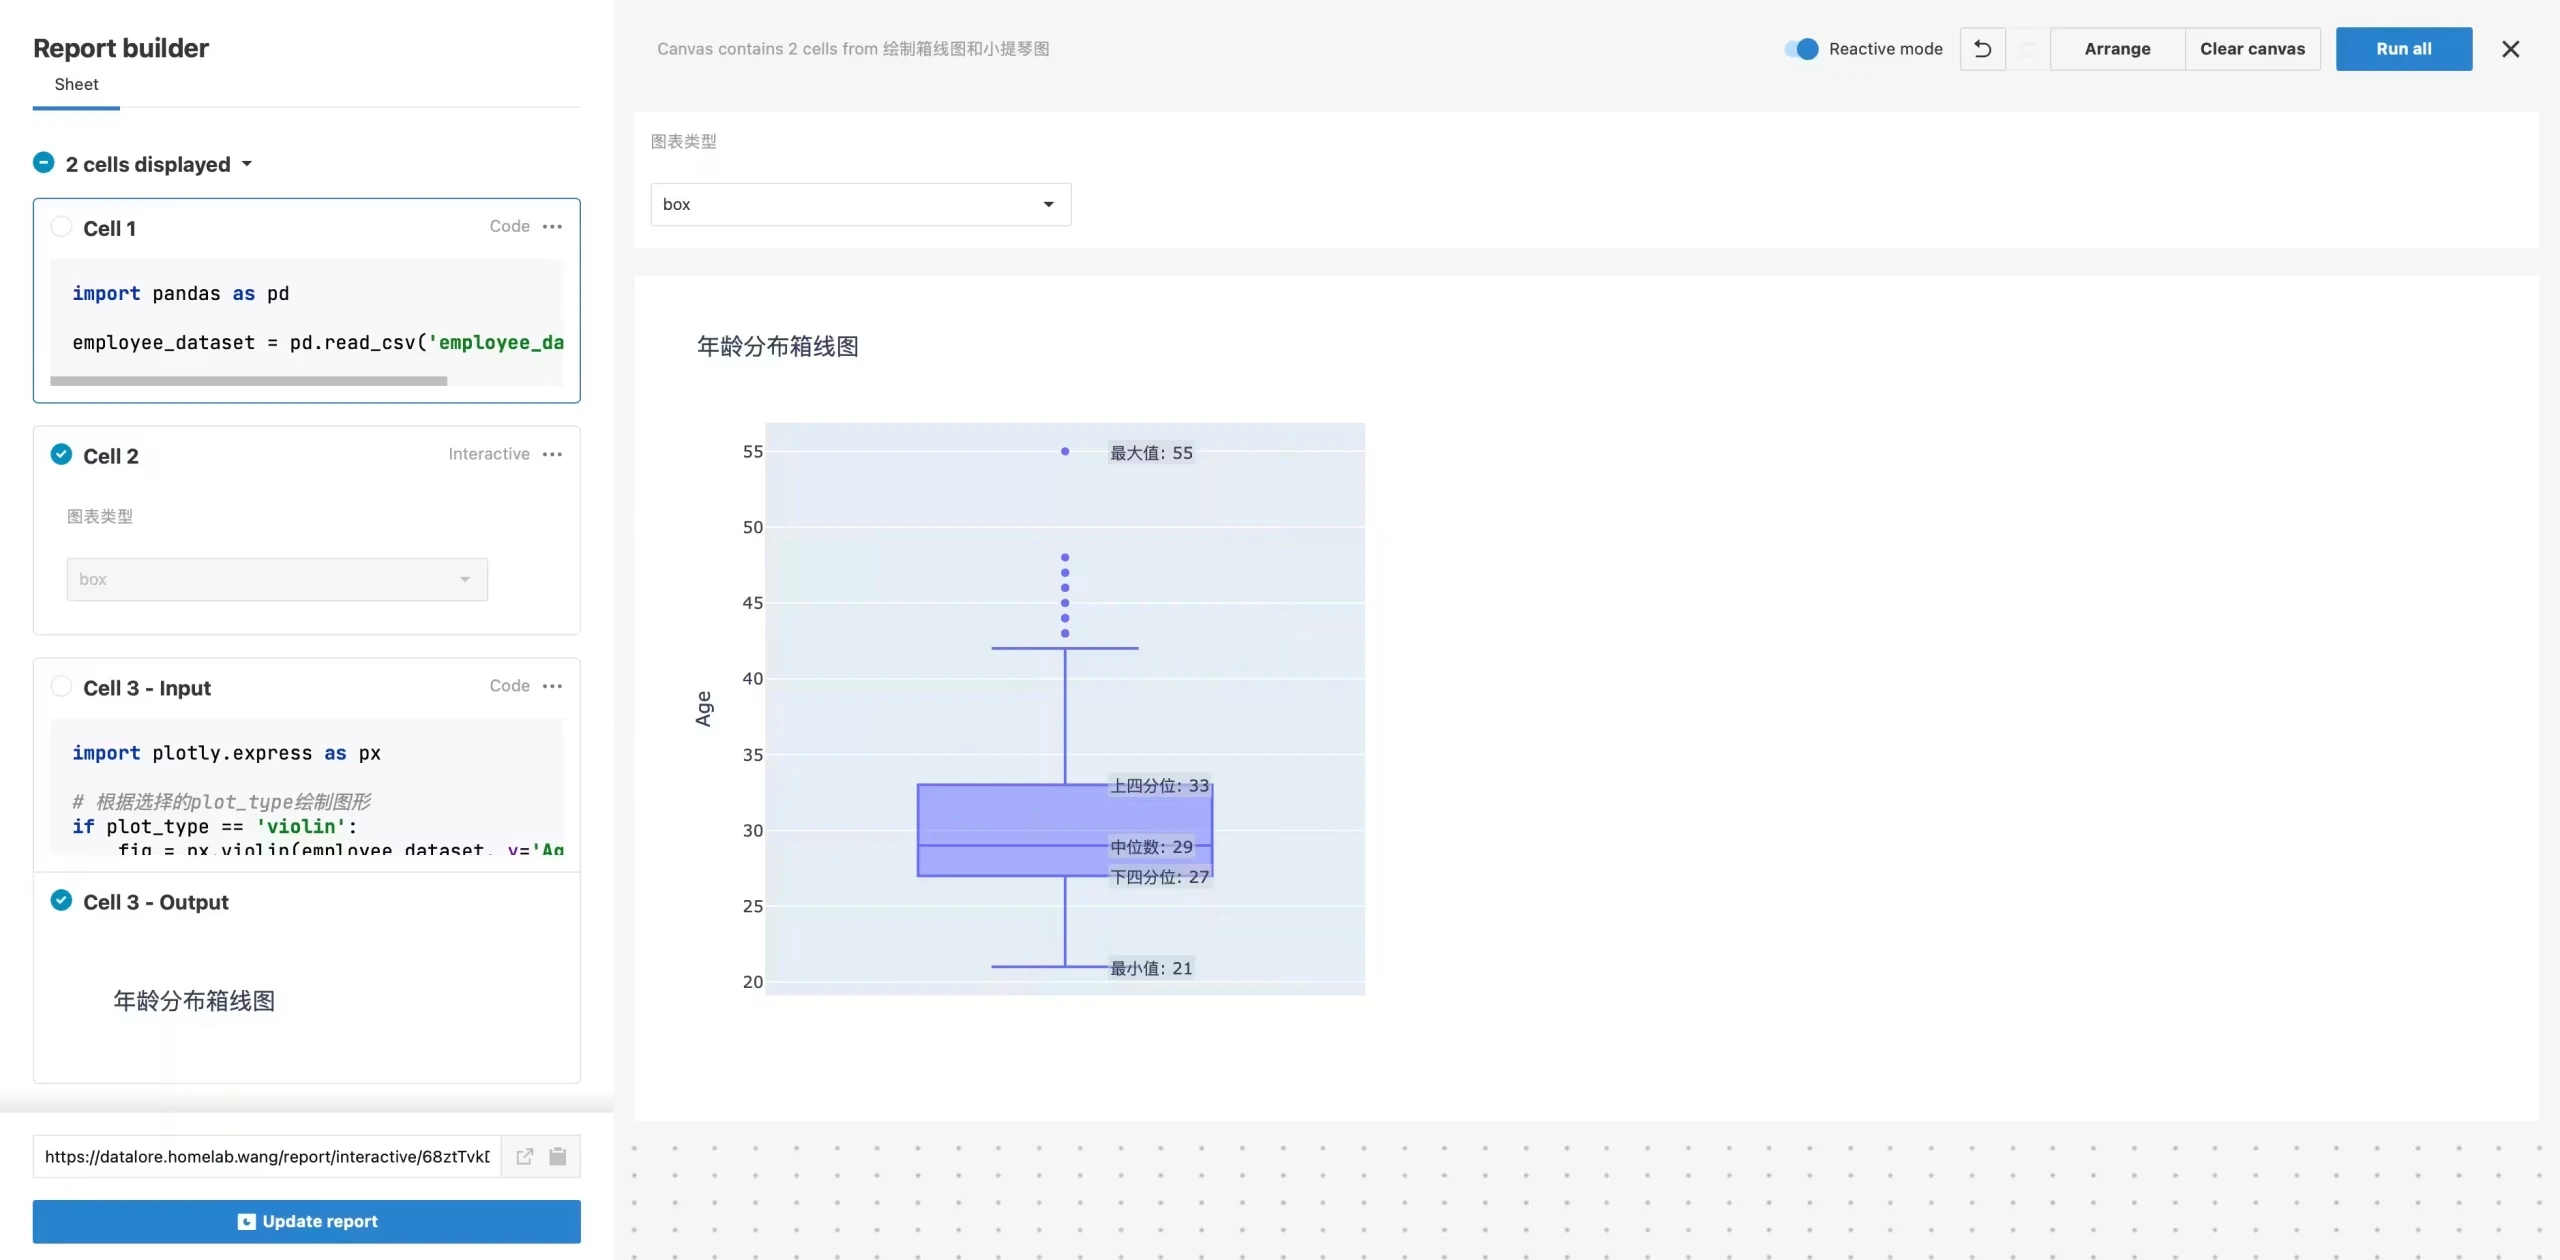 Report builder
Sheet
2 cells displayed
Cell 1
Code
import pandas as pd
employee_dataset = pd.read_csv('employee_da
Cell 2
Interactive
图表类型
box
Cell 3 - Input
Code
import plotly.express as px
# 根据选择的plot_type绘制图形
if plot_type == 'violin':
fig = px.violin(employee_dataset, y='Ag
Cell 3 - Output
年龄分布箱线图
https://datalore.homelab.wang/report/interactive/68ztTvk
Update report
Canvas contains 2 cells from 绘制箱线图和小提琴图
Reactive mode
Arrange
Clear canvas
Run all
图表类型
box
年龄分布箱线图
Age
55
50
45
40
35
30
25
20
最大值: 55
上四分位: 33
中位数: 29
下四分位: 27
最小值: 21